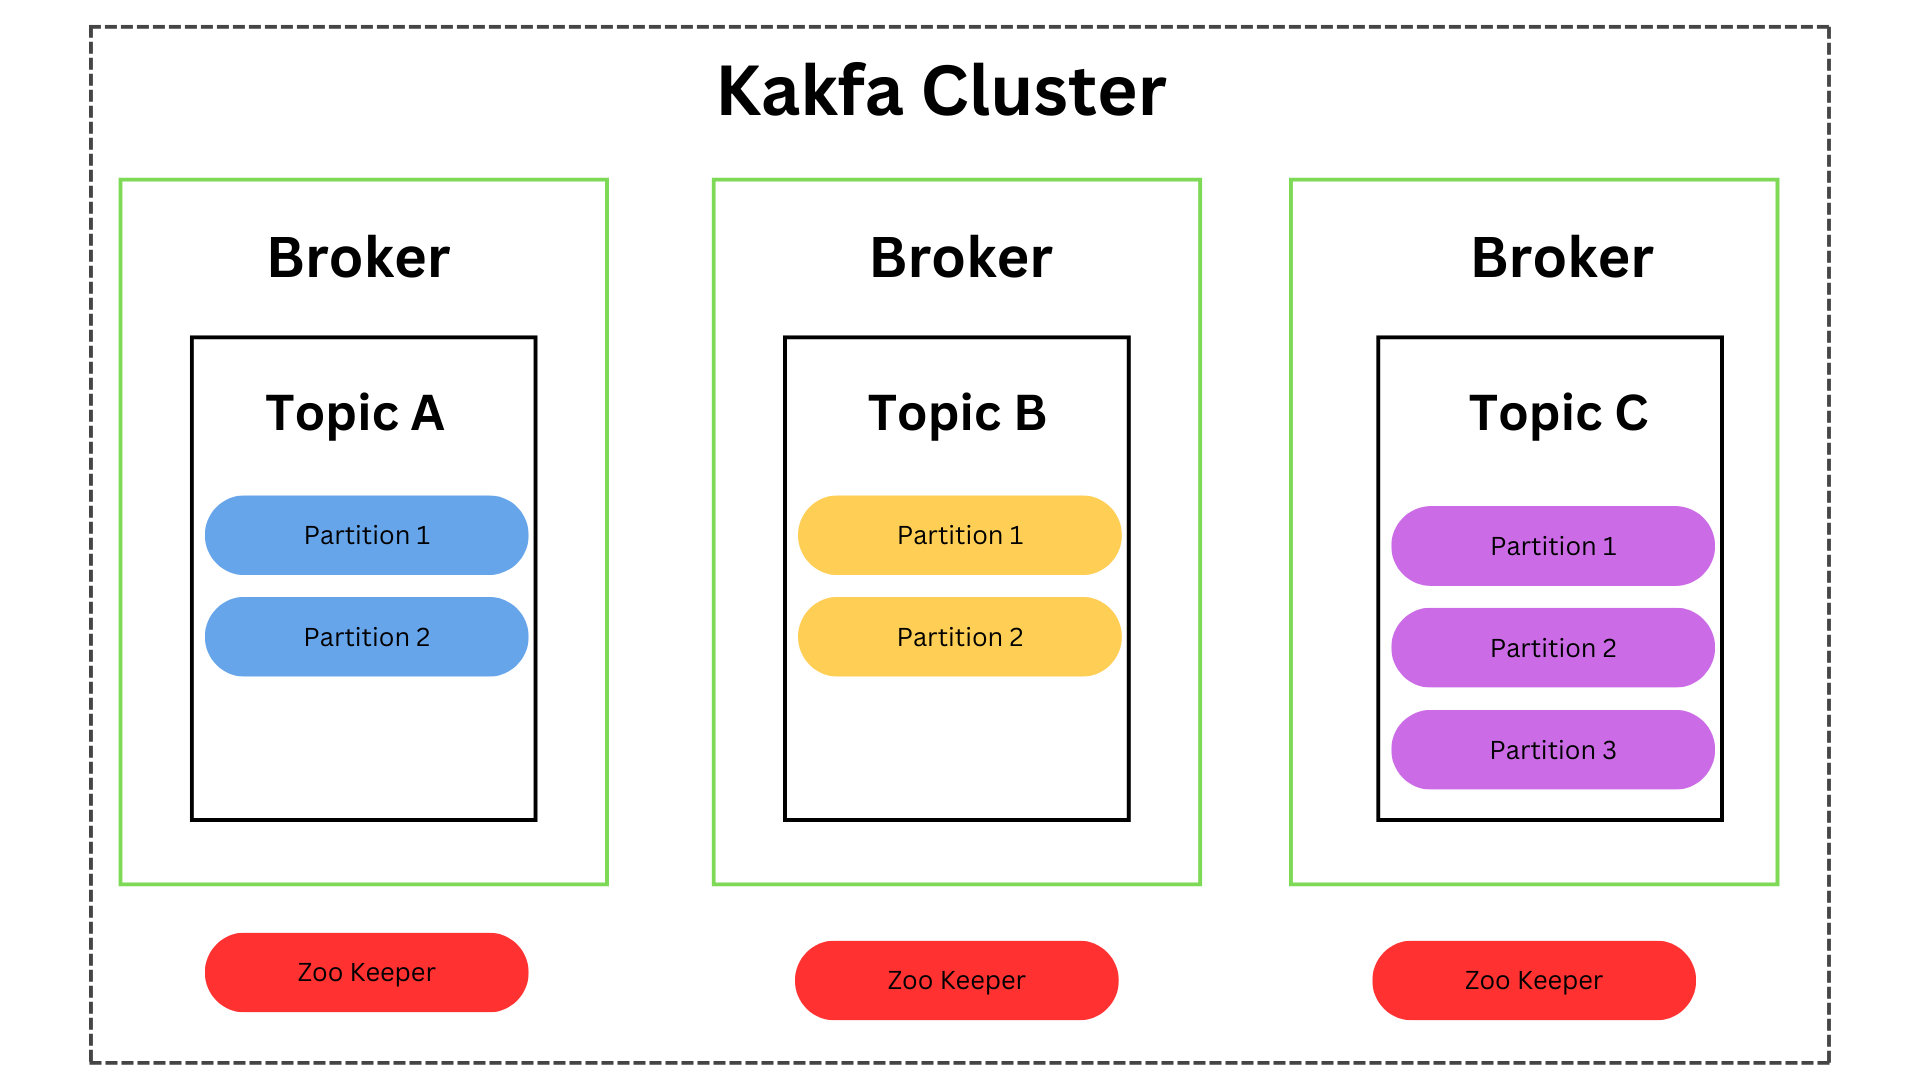 Kakfa Cluster
Broker
Topic A
Partition 1
Partition 2
Broker
Topic B
Partition 1
Partition 2
Broker
Topic C
Partition 1
Partition 2
Partition 3
Zoo Keeper
Zoo Keeper
Zoo Keeper